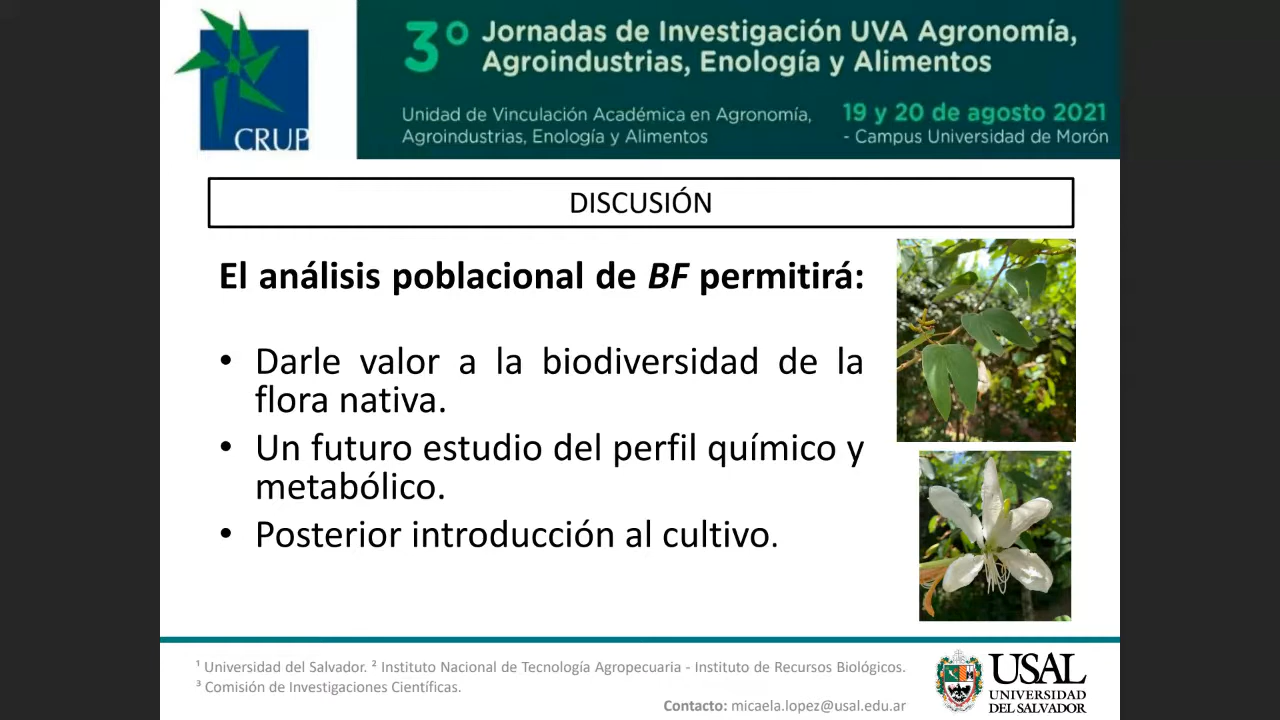 CRUP
3° Jornadas de Investigación UVA Agronomía,
Agroindustrias, Enología y Alimentos
Unidad de Vinculación Académica en Agronomía,
Agroindustrias, Enología y Alimentos
19 y 20 de agosto 2021
- Campus Universidad de Morón
DISCUSIÓN
El análisis poblacional de BF permitirá:
• Darle valor a la biodiversidad de la
flora nativa.
• Un futuro estudio del perfil químico y
metabólico.
• Posterior introducción al cultivo.
¹ Universidad del Salvador. ² Instituto Nacional de Tecnología Agropecuaria - Instituto de Recursos Biológicos.
³ Comisión de Investigaciones Científicas.
Contacto: micaela.lopez@usal.edu.ar
USAL
UNIVERSIDAD
DEL SALVADOR